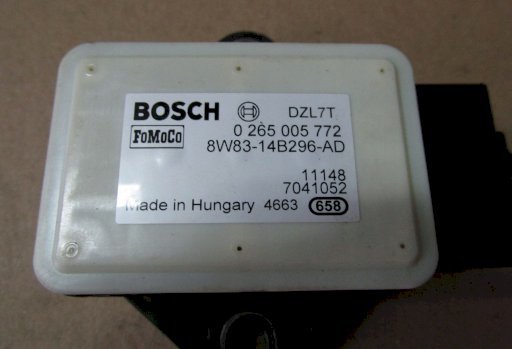 BOSCH DZL7T
FoMoCo 0 265 005 772
8W83-14B296-AD
11148
7041052
Made in Hungary 4663 658